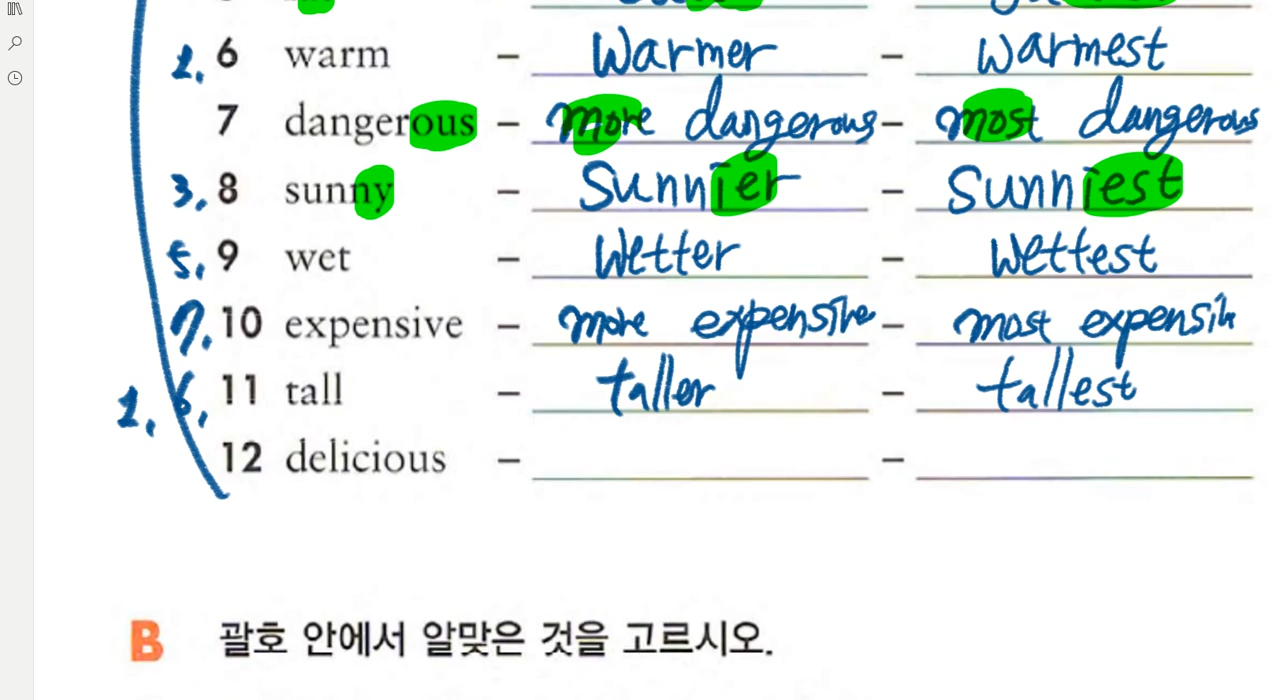 2. 6 warm - Warmer - warmest
7 dangerous - more dangerous - most dangerous
3. 8 sunny - Sunnier - Sunniest
5. 9 wet - Wetter - Wettest
7. 10 expensive - more expensive - most expensiv
1. 6. 11 tall - taller - tallest
12 delicious - -
B 괄호 안에서 알맞은 것을 고르시오.